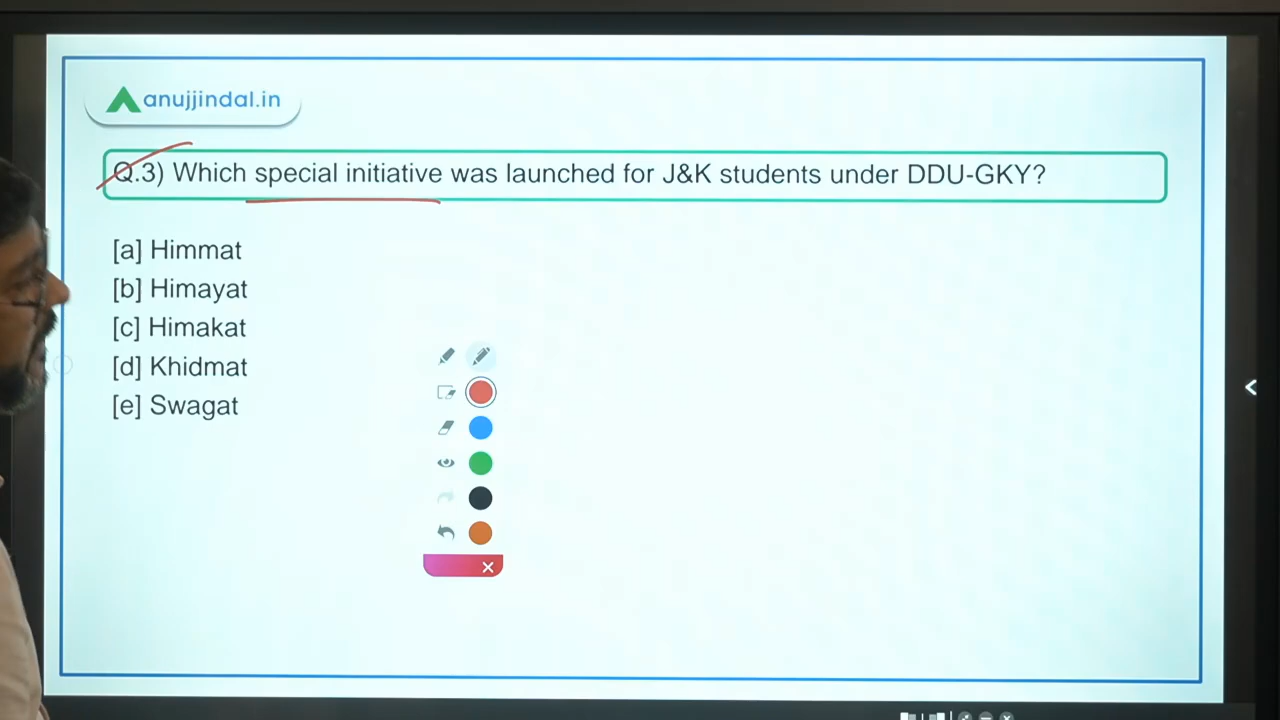 anujjindal.in
Q.3) Which special initiative was launched for J&K students under DDU-GKY?
[a] Himmat
[b] Himayat
[c] Himakat
[d] Khidmat
[e] Swagat